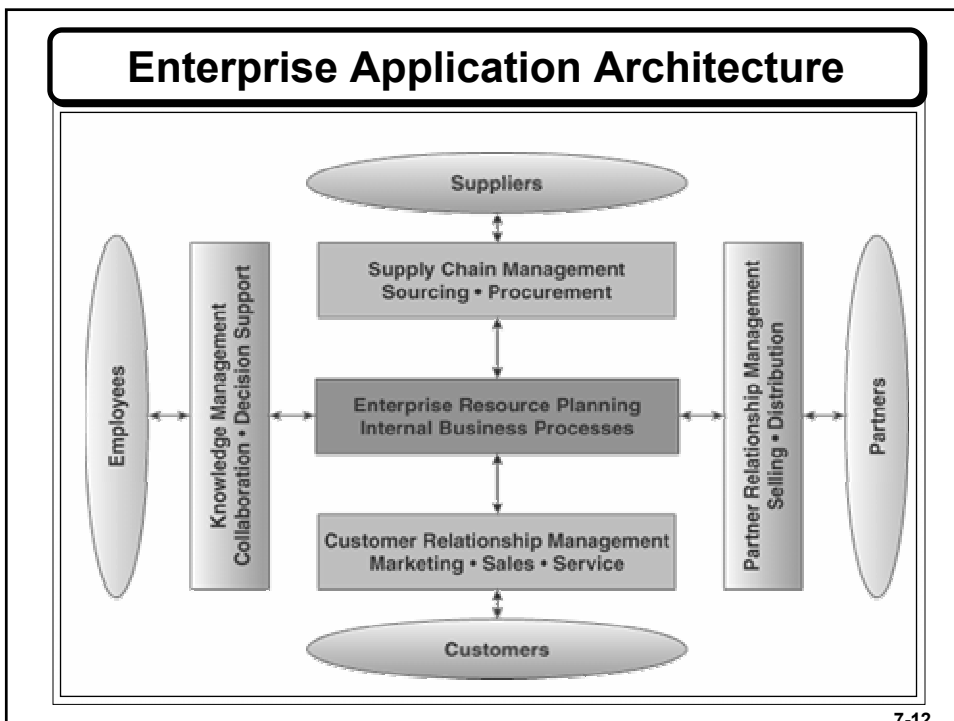 Enterprise Application Architecture
Suppliers
Supply Chain Management
Sourcing • Procurement
Employees
Knowledge Management
Collaboration • Decision Support
Enterprise Resource Planning
Internal Business Processes
Partner Relationship Management
Selling • Distribution
Partners
Customer Relationship Management
Marketing • Sales • Service
Customers
7-12